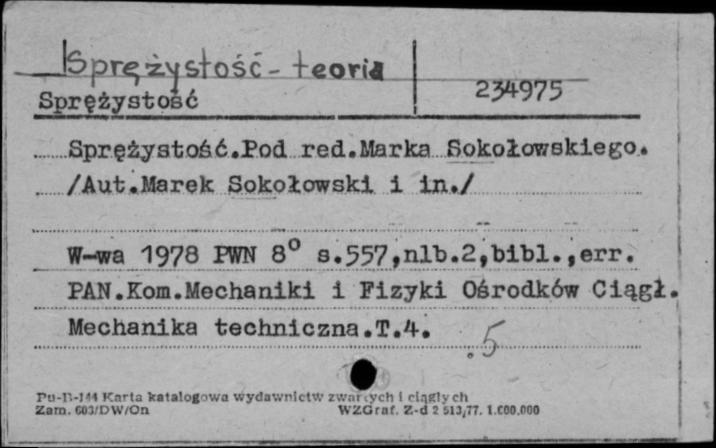 Sprężystość - teoria
Sprężystość 234975
Sprężystość.Pod red.Marka Sokołowskiego.
/Aut.Marek Sokołowski i in./
W-wa 1978 PWN 8° s.557,nlb.2,bibl.,err.
PAN.Kom.Mechaniki i Fizyki Ośrodków Ciągł.
Mechanika techniczna.T.4.
.5
Pu-B-144 Karta katalogowa wydawnictw zwartych i ciągłych
Zam. 603/DW/On WZGraf. Z-d 2 513/77. 1.000.000